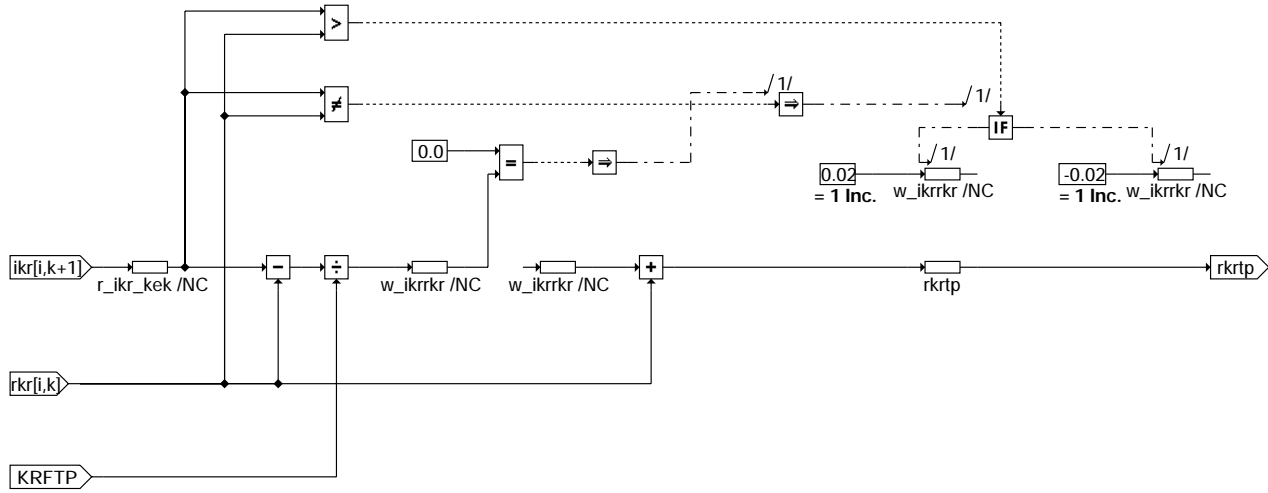 >
≠
1/
⇒
1/
IF
0.0
=
⇒
1/
1/
0.02
= 1 Inc.
w_ikrrkr /NC
-0.02
= 1 Inc.
w_ikrrkr /NC
ikr[i,k+1]
r_ikr_kek /NC
-
÷
w_ikrrkr /NC
w_ikrrkr /NC
+
rkrtp
rkrtp
rkr[i,k]
KRFTP